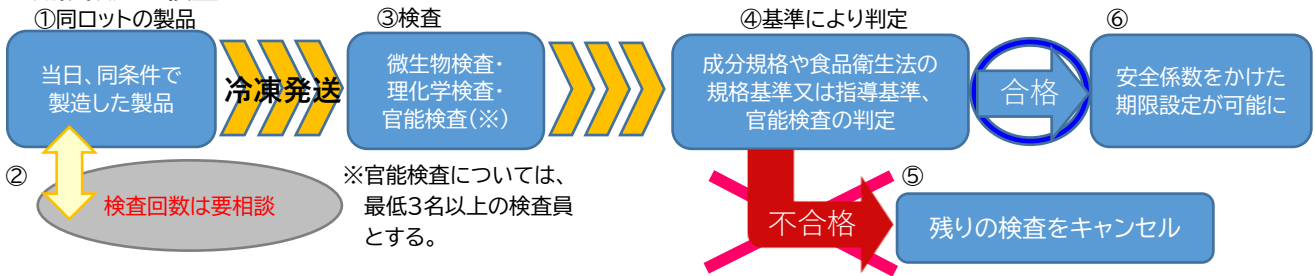 ①同ロットの製品
当日、同条件で
製造した製品
冷凍発送
③検査
微生物検査・
理化学検査・
官能検査(※)
④基準により判定
成分規格や食品衛生法の
規格基準又は指導基準、
官能検査の判定
合格
⑥
安全係数をかけた
期限設定が可能に
②
検査回数は要相談
※官能検査については、
最低3名以上の検査員
とする。
不合格
⑤
残りの検査をキャンセル